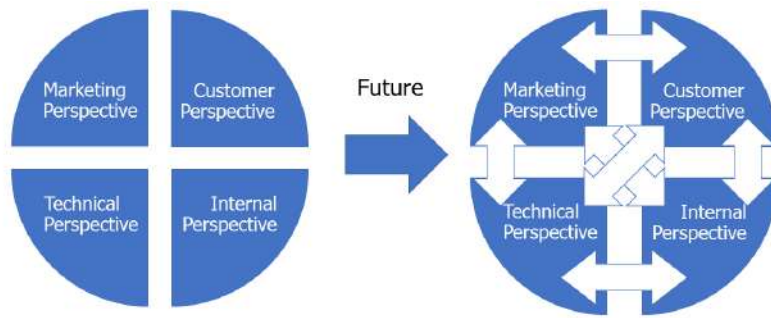 Marketing
Perspective
Customer
Perspective
Technical
Perspective
Internal
Perspective
Future
Marketing
Perspective
Customer
Perspective
Technical
Perspective
Internal
Perspective